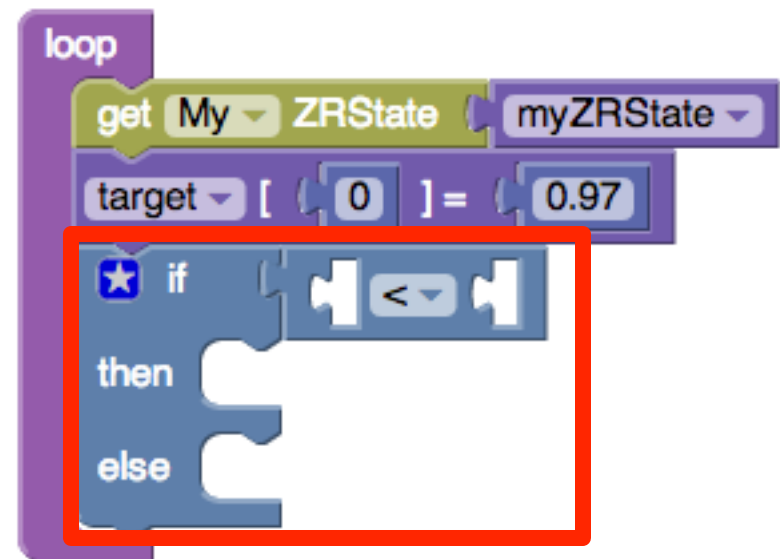 loop
get My ZRState myZRState
target [ 0 ] = 0.97
if <
then
else